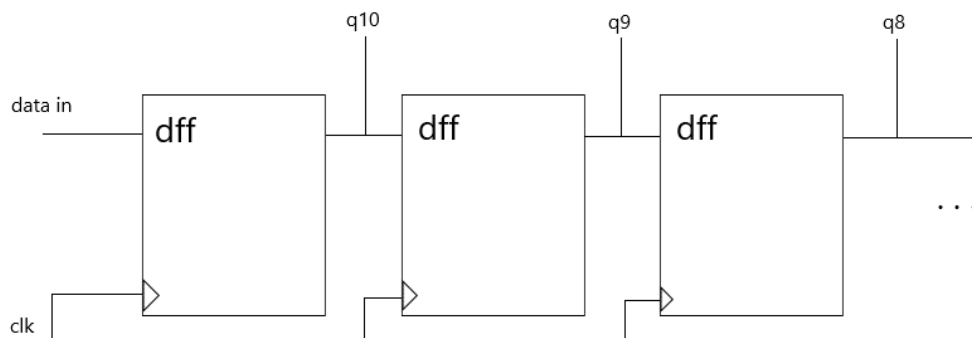 q10
q9
q8
data in
dff
dff
dff
. . .
clk